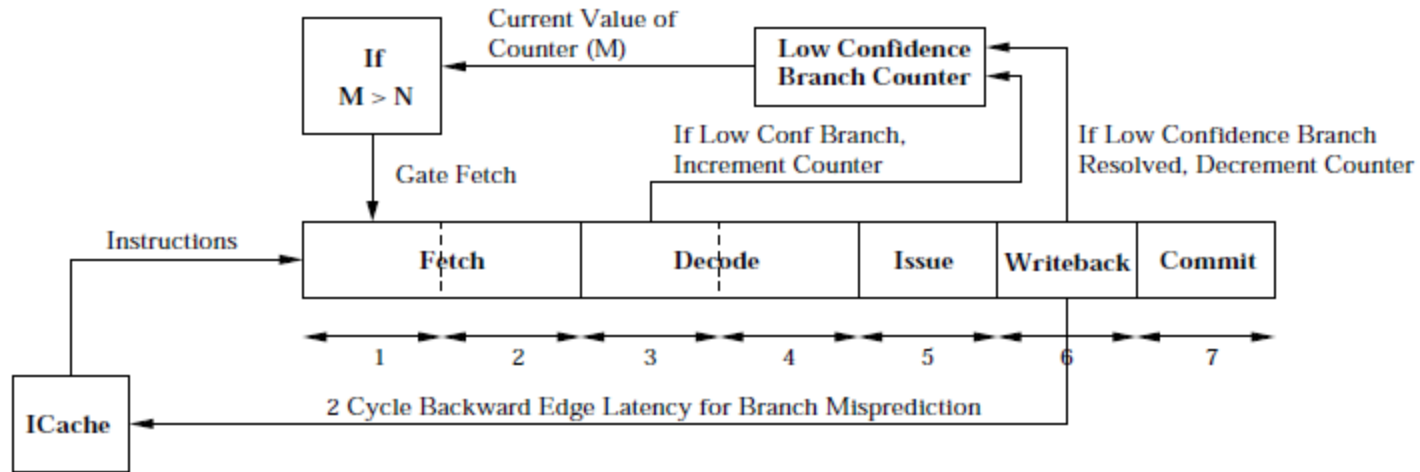 Current Value of
Counter (M)
If
M > N
Low Confidence
Branch Counter
If Low Conf Branch,
Increment Counter
If Low Confidence Branch
Resolved, Decrement Counter
Gate Fetch
Instructions
Fetch
Decode
Issue
Writeback
Commit
1
2
3
4
5
6
7
2 Cycle Backward Edge Latency for Branch Misprediction
ICache